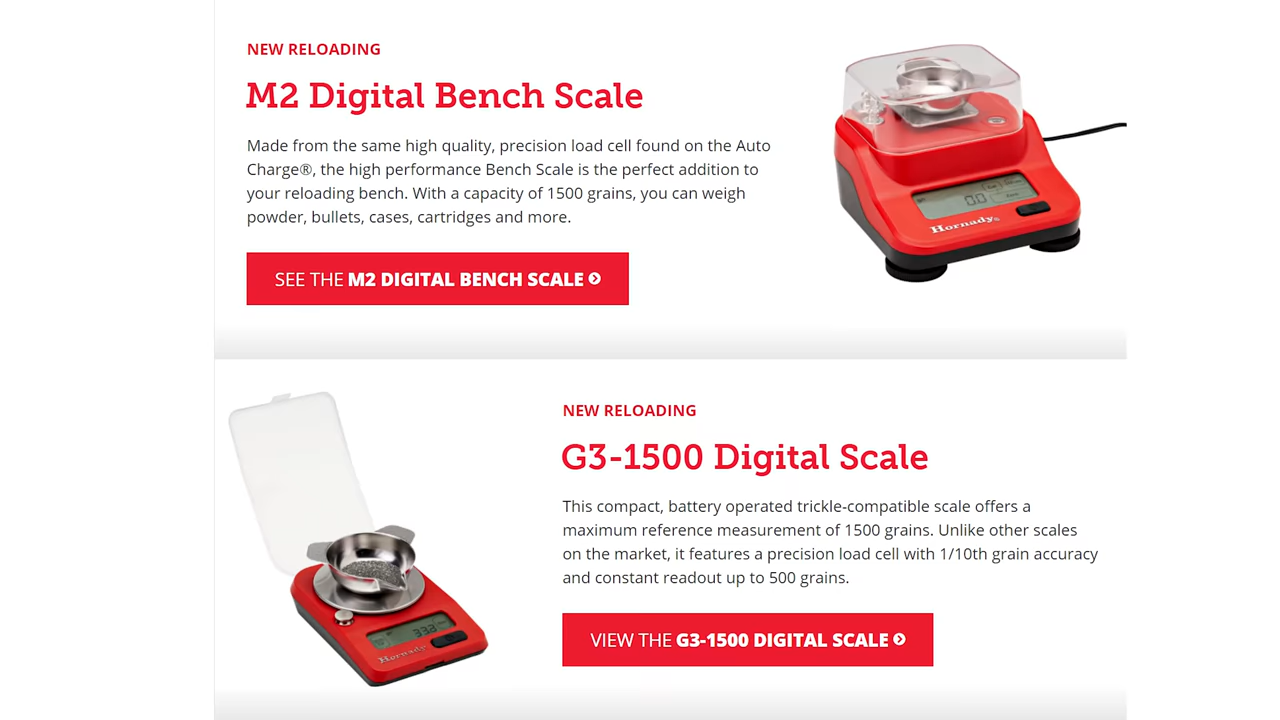 NEW RELOADING
M2 Digital Bench Scale
Made from the same high quality, precision load cell found on the Auto
Charge®, the high performance Bench Scale is the perfect addition to
your reloading bench. With a capacity of 1500 grains, you can weigh
powder, bullets, cases, cartridges and more.
SEE THE M2 DIGITAL BENCH SCALE
0.0
Hornady®
NEW RELOADING
G3-1500 Digital Scale
This compact, battery operated trickle-compatible scale offers a
maximum reference measurement of 1500 grains. Unlike other scales
on the market, it features a precision load cell with 1/10th grain accuracy
and constant readout up to 500 grains.
VIEW THE G3-1500 DIGITAL SCALE
33.3
Hornady